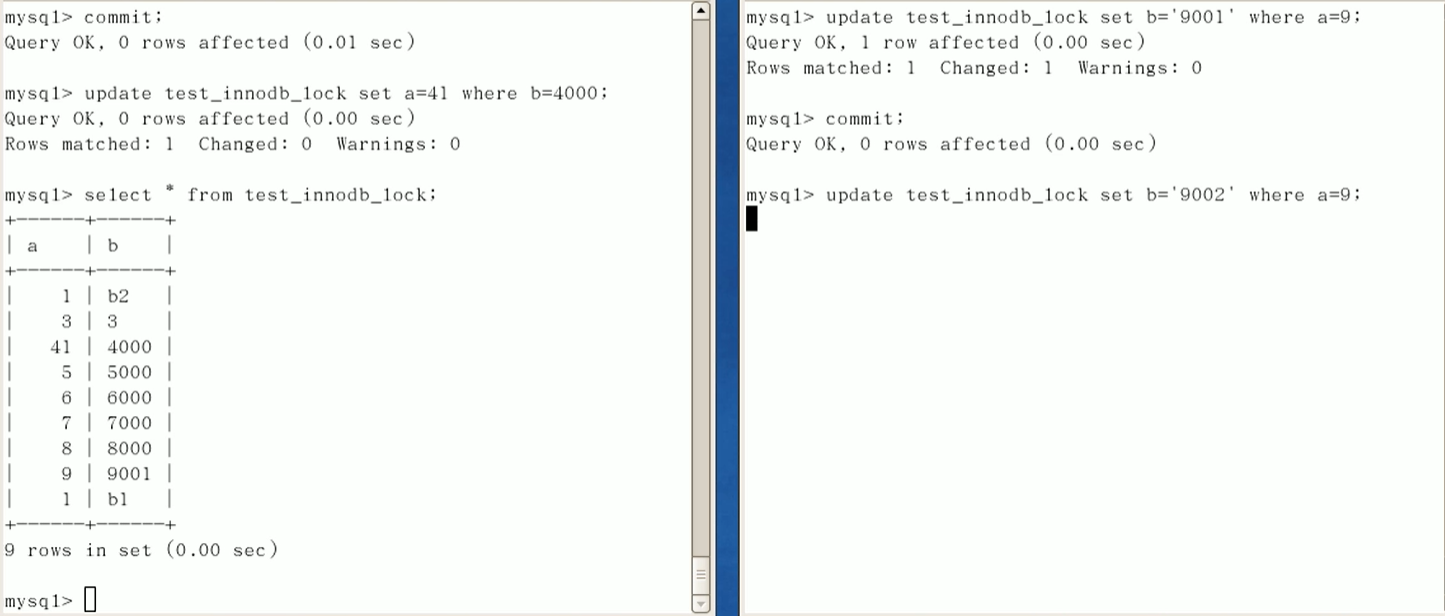 mysql> commit;
Query OK, 0 rows affected (0.01 sec)
mysql> update test_innodb_lock set a=41 where b=4000;
Query OK, 0 rows affected (0.00 sec)
Rows matched: 1  Changed: 0  Warnings: 0
mysql> select * from test_innodb_lock;
+------+------+
| a    | b    |
+------+------+
|    1 | b2   |
|    3 | 3    |
|   41 | 4000 |
|    5 | 5000 |
|    6 | 6000 |
|    7 | 7000 |
|    8 | 8000 |
|    9 | 9001 |
|    1 | b1   |
+------+------+
9 rows in set (0.00 sec)
mysql>
mysql> update test_innodb_lock set b='9001' where a=9;
Query OK, 1 row affected (0.00 sec)
Rows matched: 1  Changed: 1  Warnings: 0
mysql> commit;
Query OK, 0 rows affected (0.00 sec)
mysql> update test_innodb_lock set b='9002' where a=9;